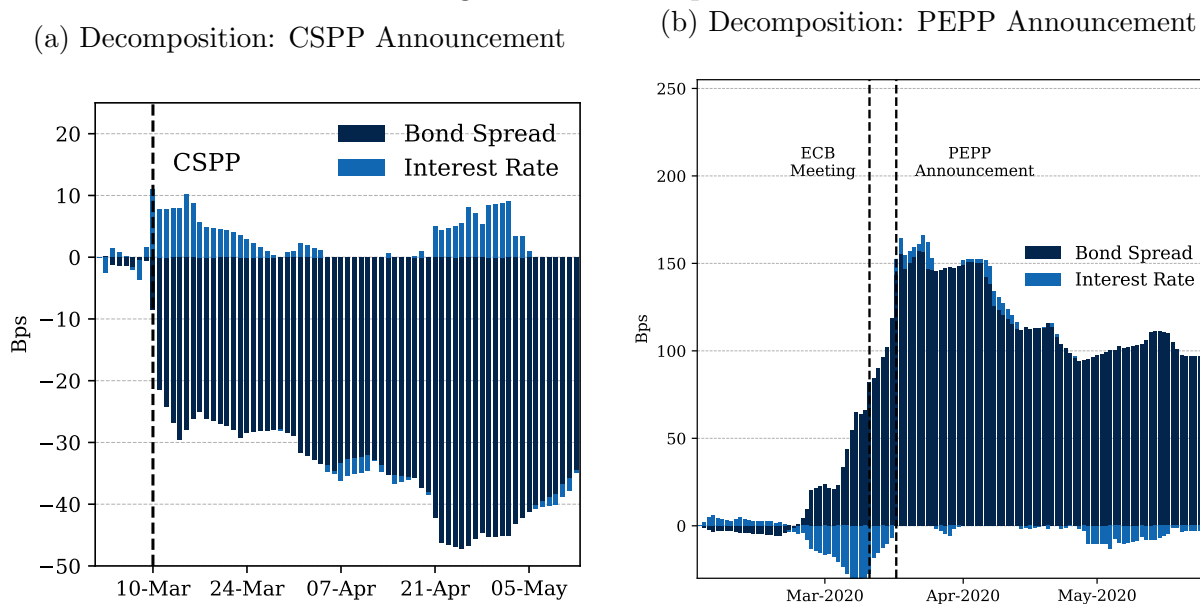 (a) Decomposition: CSPP Announcement
20
10
0
−10
−20
−30
−40
−50
Bps
CSPP
Bond Spread
Interest Rate
10-Mar
24-Mar
07-Apr
21-Apr
05-May
(b) Decomposition: PEPP Announcement
250
200
150
100
50
0
Bps
ECB
Meeting
PEPP
Announcement
Bond Spread
Interest Rate
Mar-2020
Apr-2020
May-2020